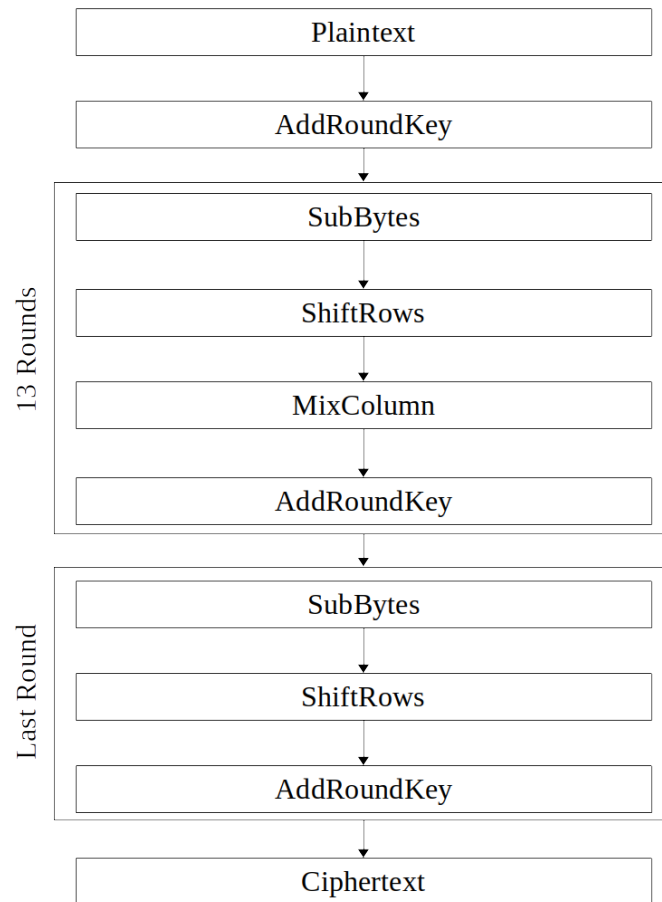 Plaintext
AddRoundKey
13 Rounds
SubBytes
ShiftRows
MixColumn
AddRoundKey
Last Round
SubBytes
ShiftRows
AddRoundKey
Ciphertext